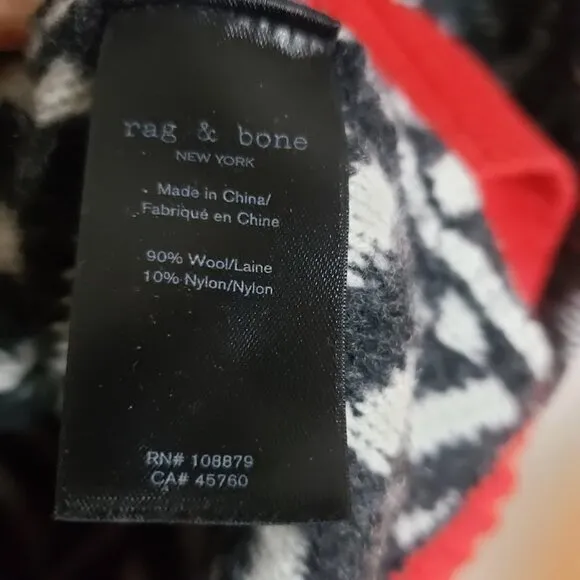 rag & bone
NEW YORK
Made in China/
Fabriqué en Chine
90% Wool/Laine
10% Nylon/Nylon
RN# 108879
CA# 45760